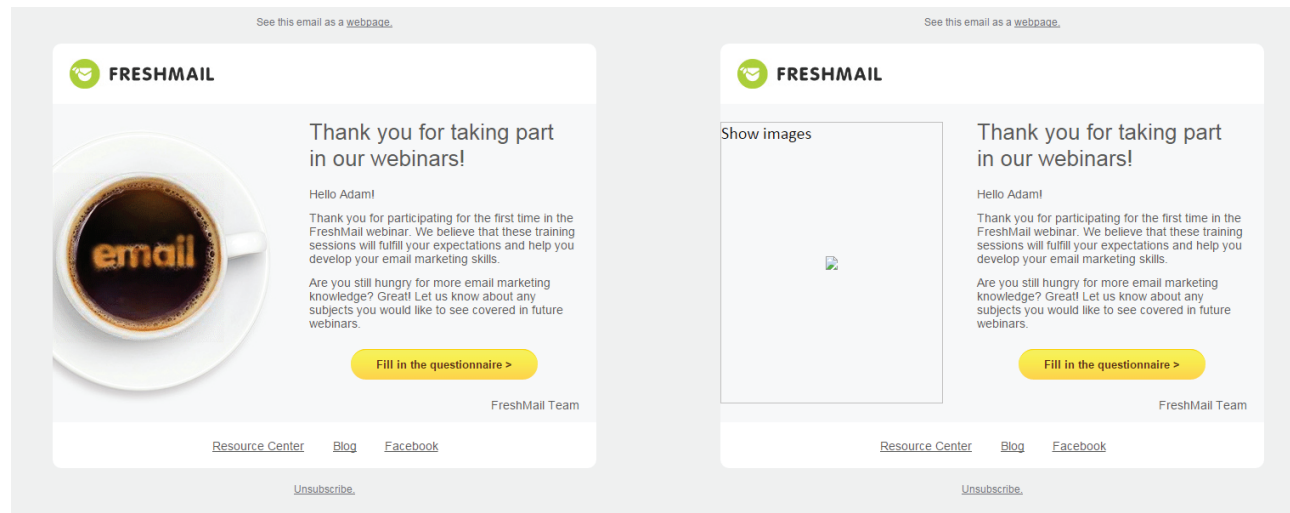 See this email as a webpage.
FRESHMAIL
email
Thank you for taking part
in our webinars!
Hello Adam!
Thank you for participating for the first time in the
FreshMail webinar. We believe that these training
sessions will fulfill your expectations and help you
develop your email marketing skills.
Are you still hungry for more email marketing
knowledge? Great! Let us know about any
subjects you would like to see covered in future
webinars.
Fill in the questionnaire >
FreshMail Team
Resource Center Blog Facebook
Unsubscribe.
See this email as a webpage.
FRESHMAIL
Show images
Thank you for taking part
in our webinars!
Hello Adam!
Thank you for participating for the first time in the
FreshMail webinar. We believe that these training
sessions will fulfill your expectations and help you
develop your email marketing skills.
Are you still hungry for more email marketing
knowledge? Great! Let us know about any
subjects you would like to see covered in future
webinars.
Fill in the questionnaire >
FreshMail Team
Resource Center Blog Facebook
Unsubscribe.